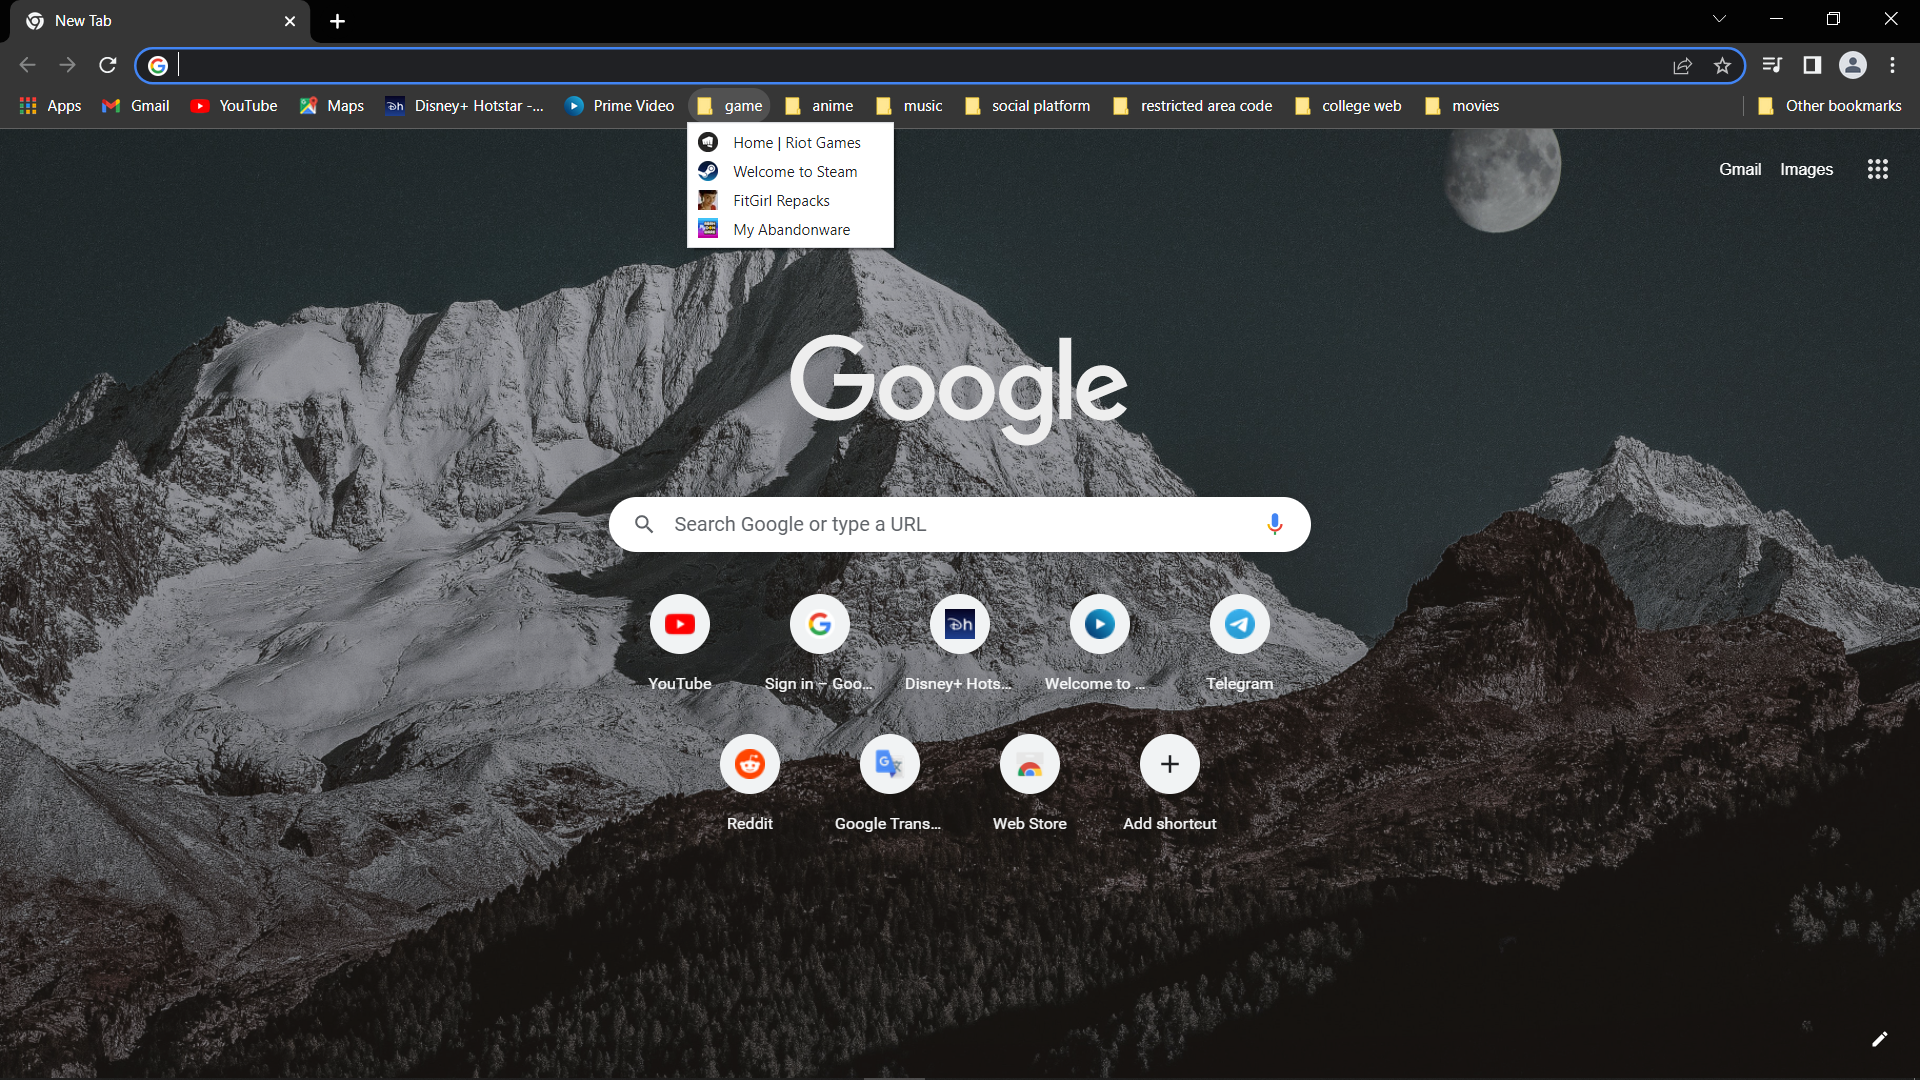 New Tab
Apps Gmail YouTube Maps Disney+ Hotstar -... Prime Video game anime music social platform restricted area code college web movies Other bookmarks
Home | Riot Games
Welcome to Steam
FitGirl Repacks
My Abandonware
Gmail Images
Google
Search Google or type a URL
YouTube Sign in – Goo... Disney+ Hots... Welcome to ... Telegram
Reddit Google Trans... Web Store Add shortcut